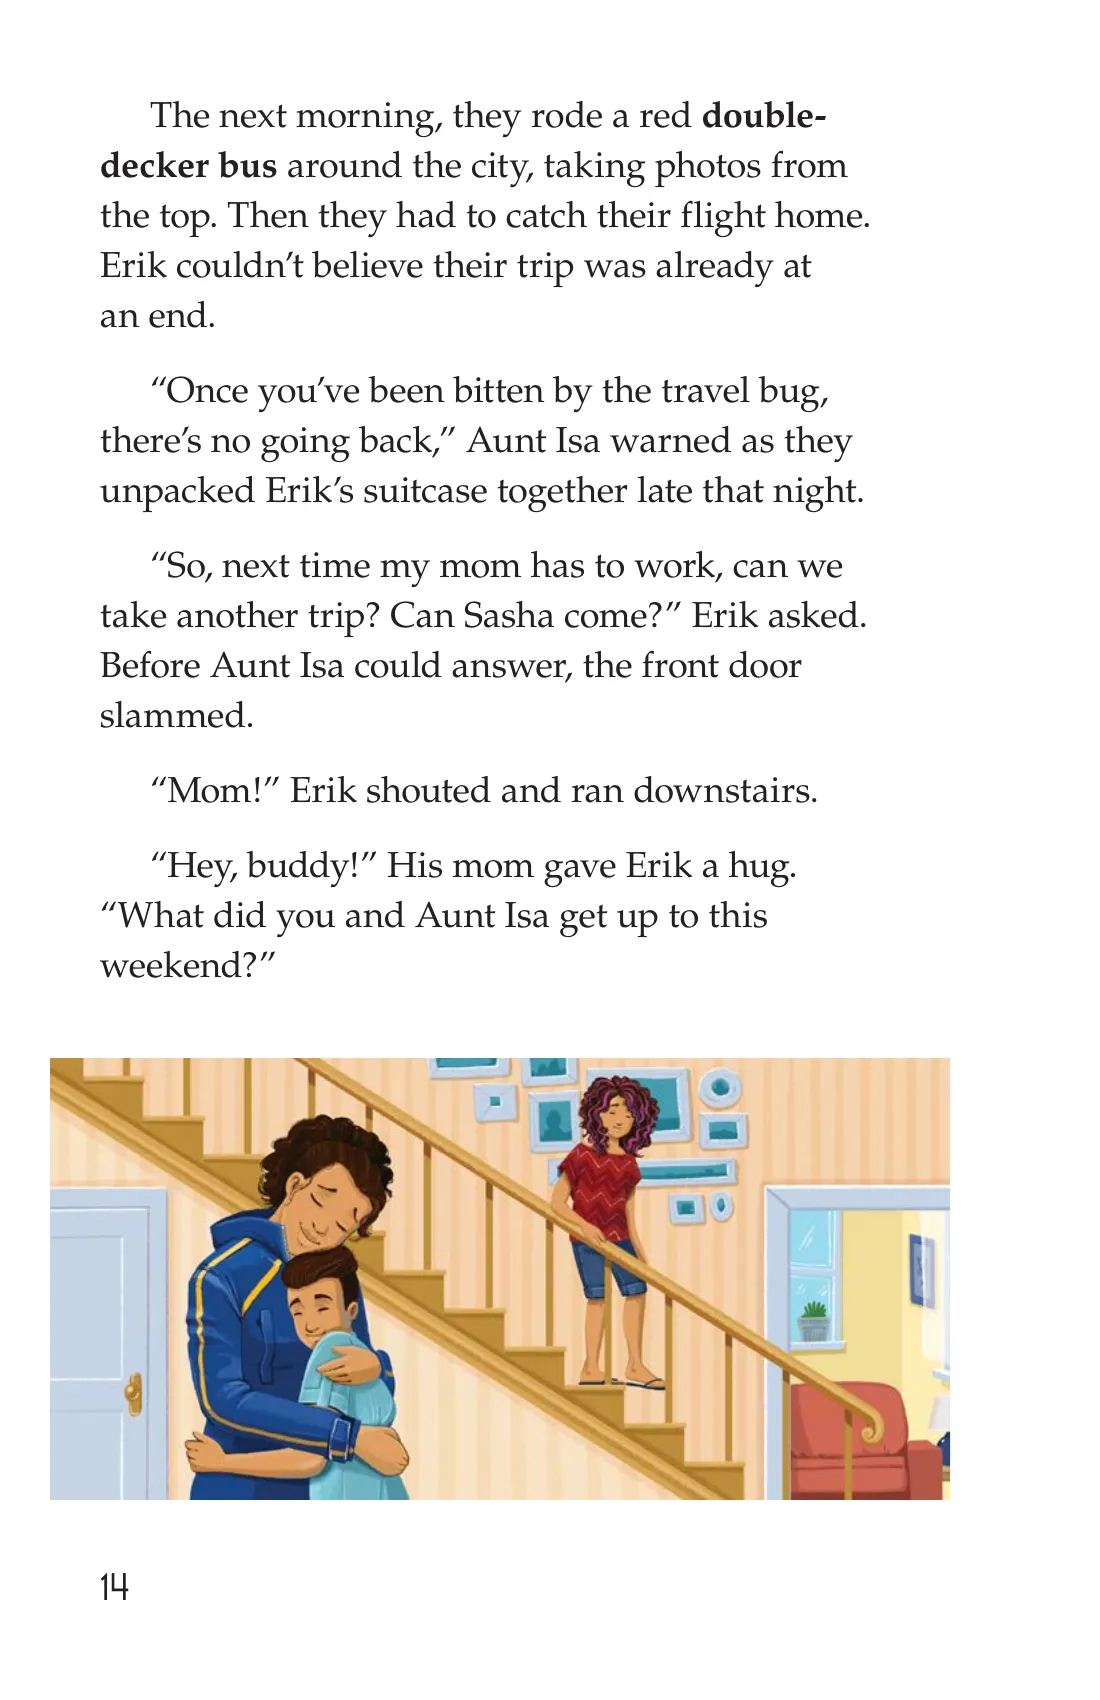 The next morning, they rode a red double-
decker bus around the city, taking photos from
the top. Then they had to catch their flight home.
Erik couldn’t believe their trip was already at
an end.
“Once you’ve been bitten by the travel bug,
there’s no going back,” Aunt Isa warned as they
unpacked Erik’s suitcase together late that night.
“So, next time my mom has to work, can we
take another trip? Can Sasha come?” Erik asked.
Before Aunt Isa could answer, the front door
slammed.
“Mom!” Erik shouted and ran downstairs.
“Hey, buddy!” His mom gave Erik a hug.
“What did you and Aunt Isa get up to this
weekend?”
14